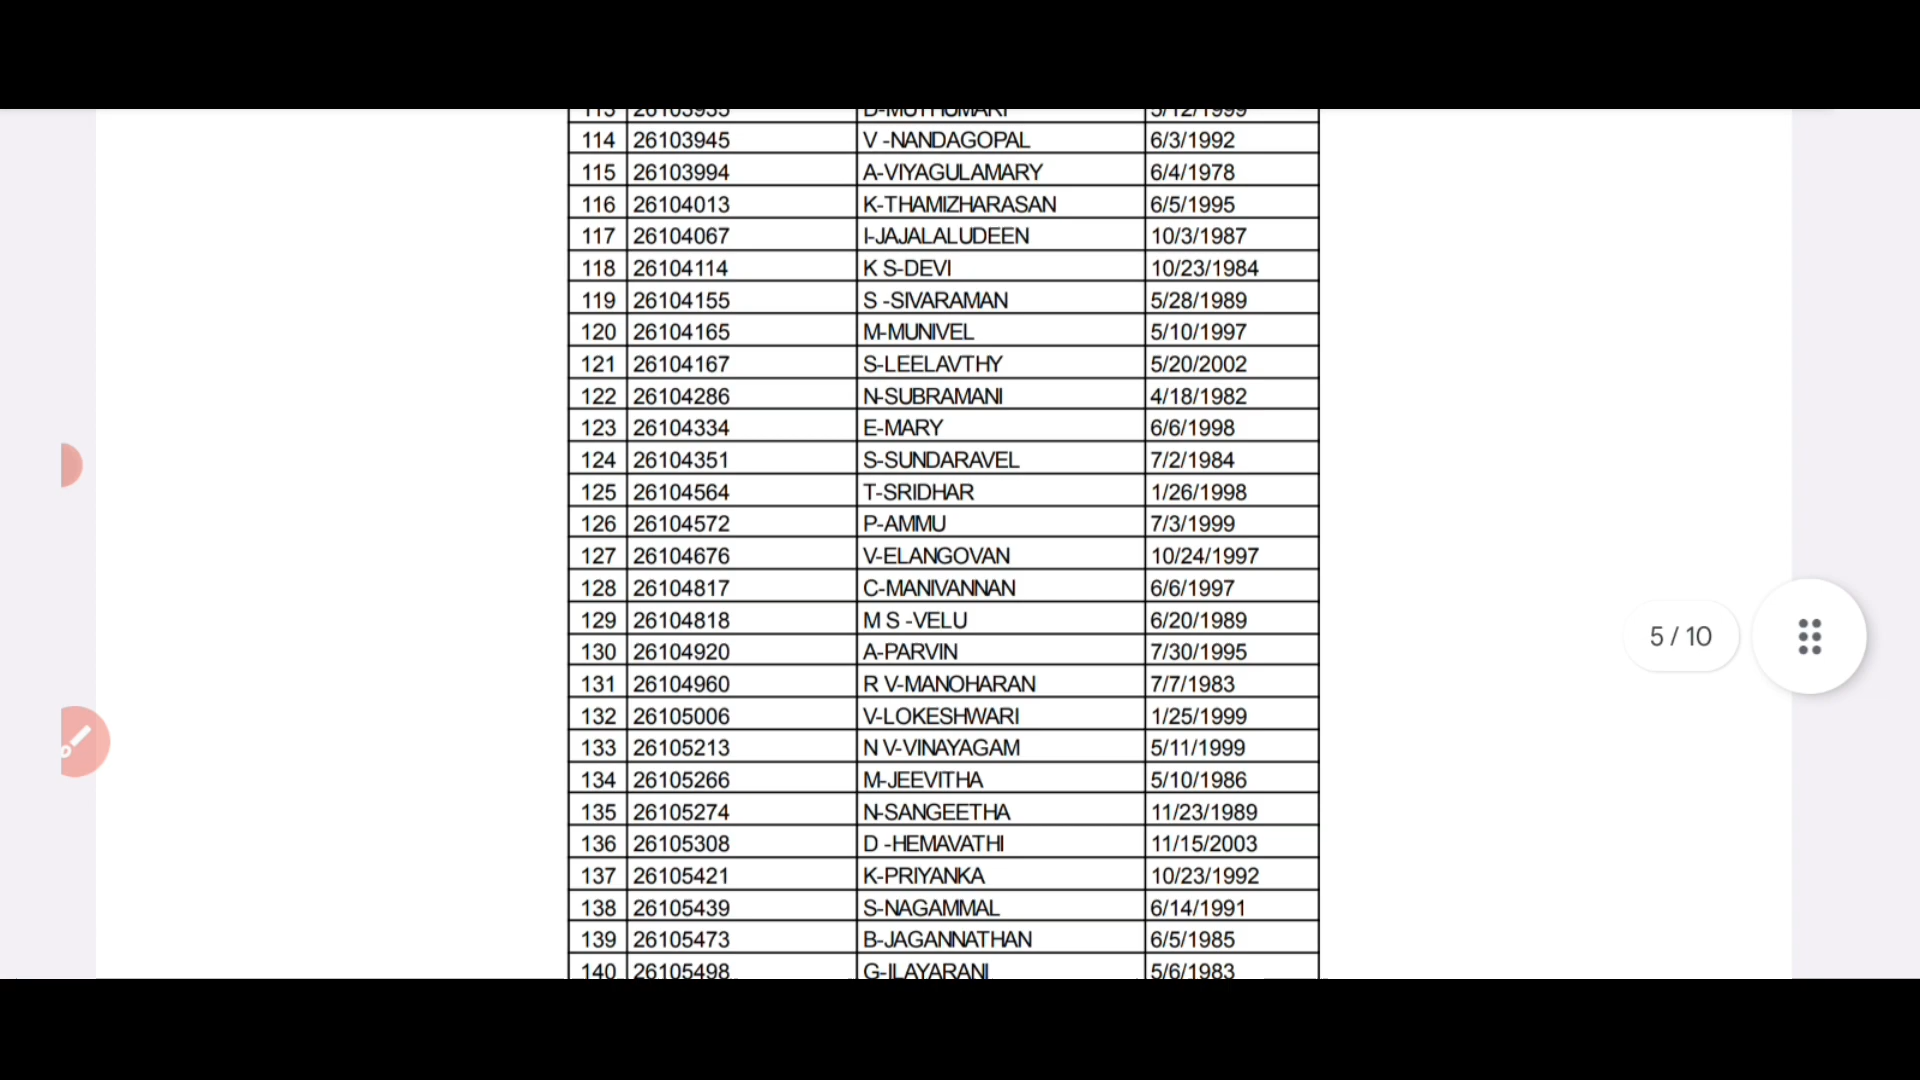 113 26103935 D-MUTHUMARI 5/12/1999
114 26103945 V -NANDAGOPAL 6/3/1992
115 26103994 A-VIYAGULAMARY 6/4/1978
116 26104013 K-THAMIZHARASAN 6/5/1995
117 26104067 I-JAJALALUDEEN 10/3/1987
118 26104114 K S-DEVI 10/23/1984
119 26104155 S -SIVARAMAN 5/28/1989
120 26104165 M-MUNIVEL 5/10/1997
121 26104167 S-LEELAVTHY 5/20/2002
122 26104286 N-SUBRAMANI 4/18/1982
123 26104334 E-MARY 6/6/1998
124 26104351 S-SUNDARAVEL 7/2/1984
125 26104564 T-SRIDHAR 1/26/1998
126 26104572 P-AMMU 7/3/1999
127 26104676 V-ELANGOVAN 10/24/1997
128 26104817 C-MANIVANNAN 6/6/1997
129 26104818 M S -VELU 6/20/1989
130 26104920 A-PARVIN 7/30/1995
131 26104960 R V-MANOHARAN 7/7/1983
132 26105006 V-LOKESHWARI 1/25/1999
133 26105213 N V-VINAYAGAM 5/11/1999
134 26105266 M-JEEVITHA 5/10/1986
135 26105274 N-SANGEETHA 11/23/1989
136 26105308 D -HEMAVATHI 11/15/2003
137 26105421 K-PRIYANKA 10/23/1992
138 26105439 S-NAGAMMAL 6/14/1991
139 26105473 B-JAGANNATHAN 6/5/1985
140 26105498 G-ILAYARANI 5/6/1983
5 / 10